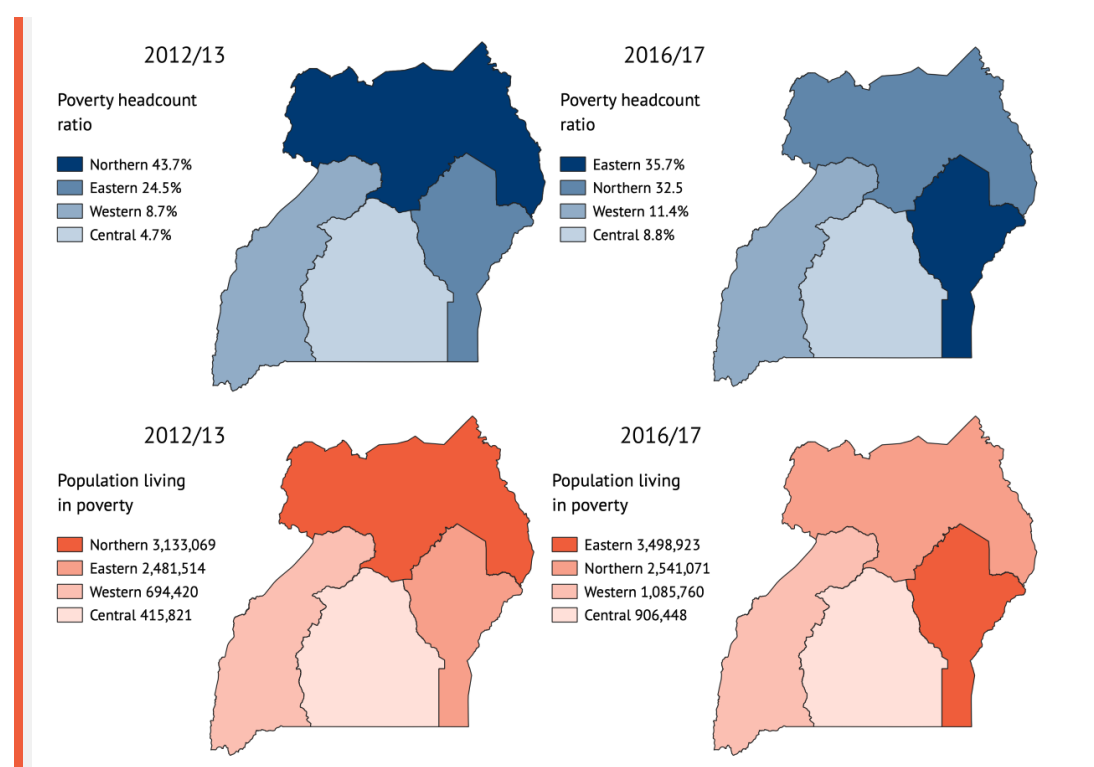 2012/13
Poverty headcount
ratio
Northern 43.7%
Eastern 24.5%
Western 8.7%
Central 4.7%
2016/17
Poverty headcount
ratio
Eastern 35.7%
Northern 32.5
Western 11.4%
Central 8.8%
2012/13
Population living
in poverty
Northern 3,133,069
Eastern 2,481,514
Western 694,420
Central 415,821
2016/17
Population living
in poverty
Eastern 3,498,923
Northern 2,541,071
Western 1,085,760
Central 906,448